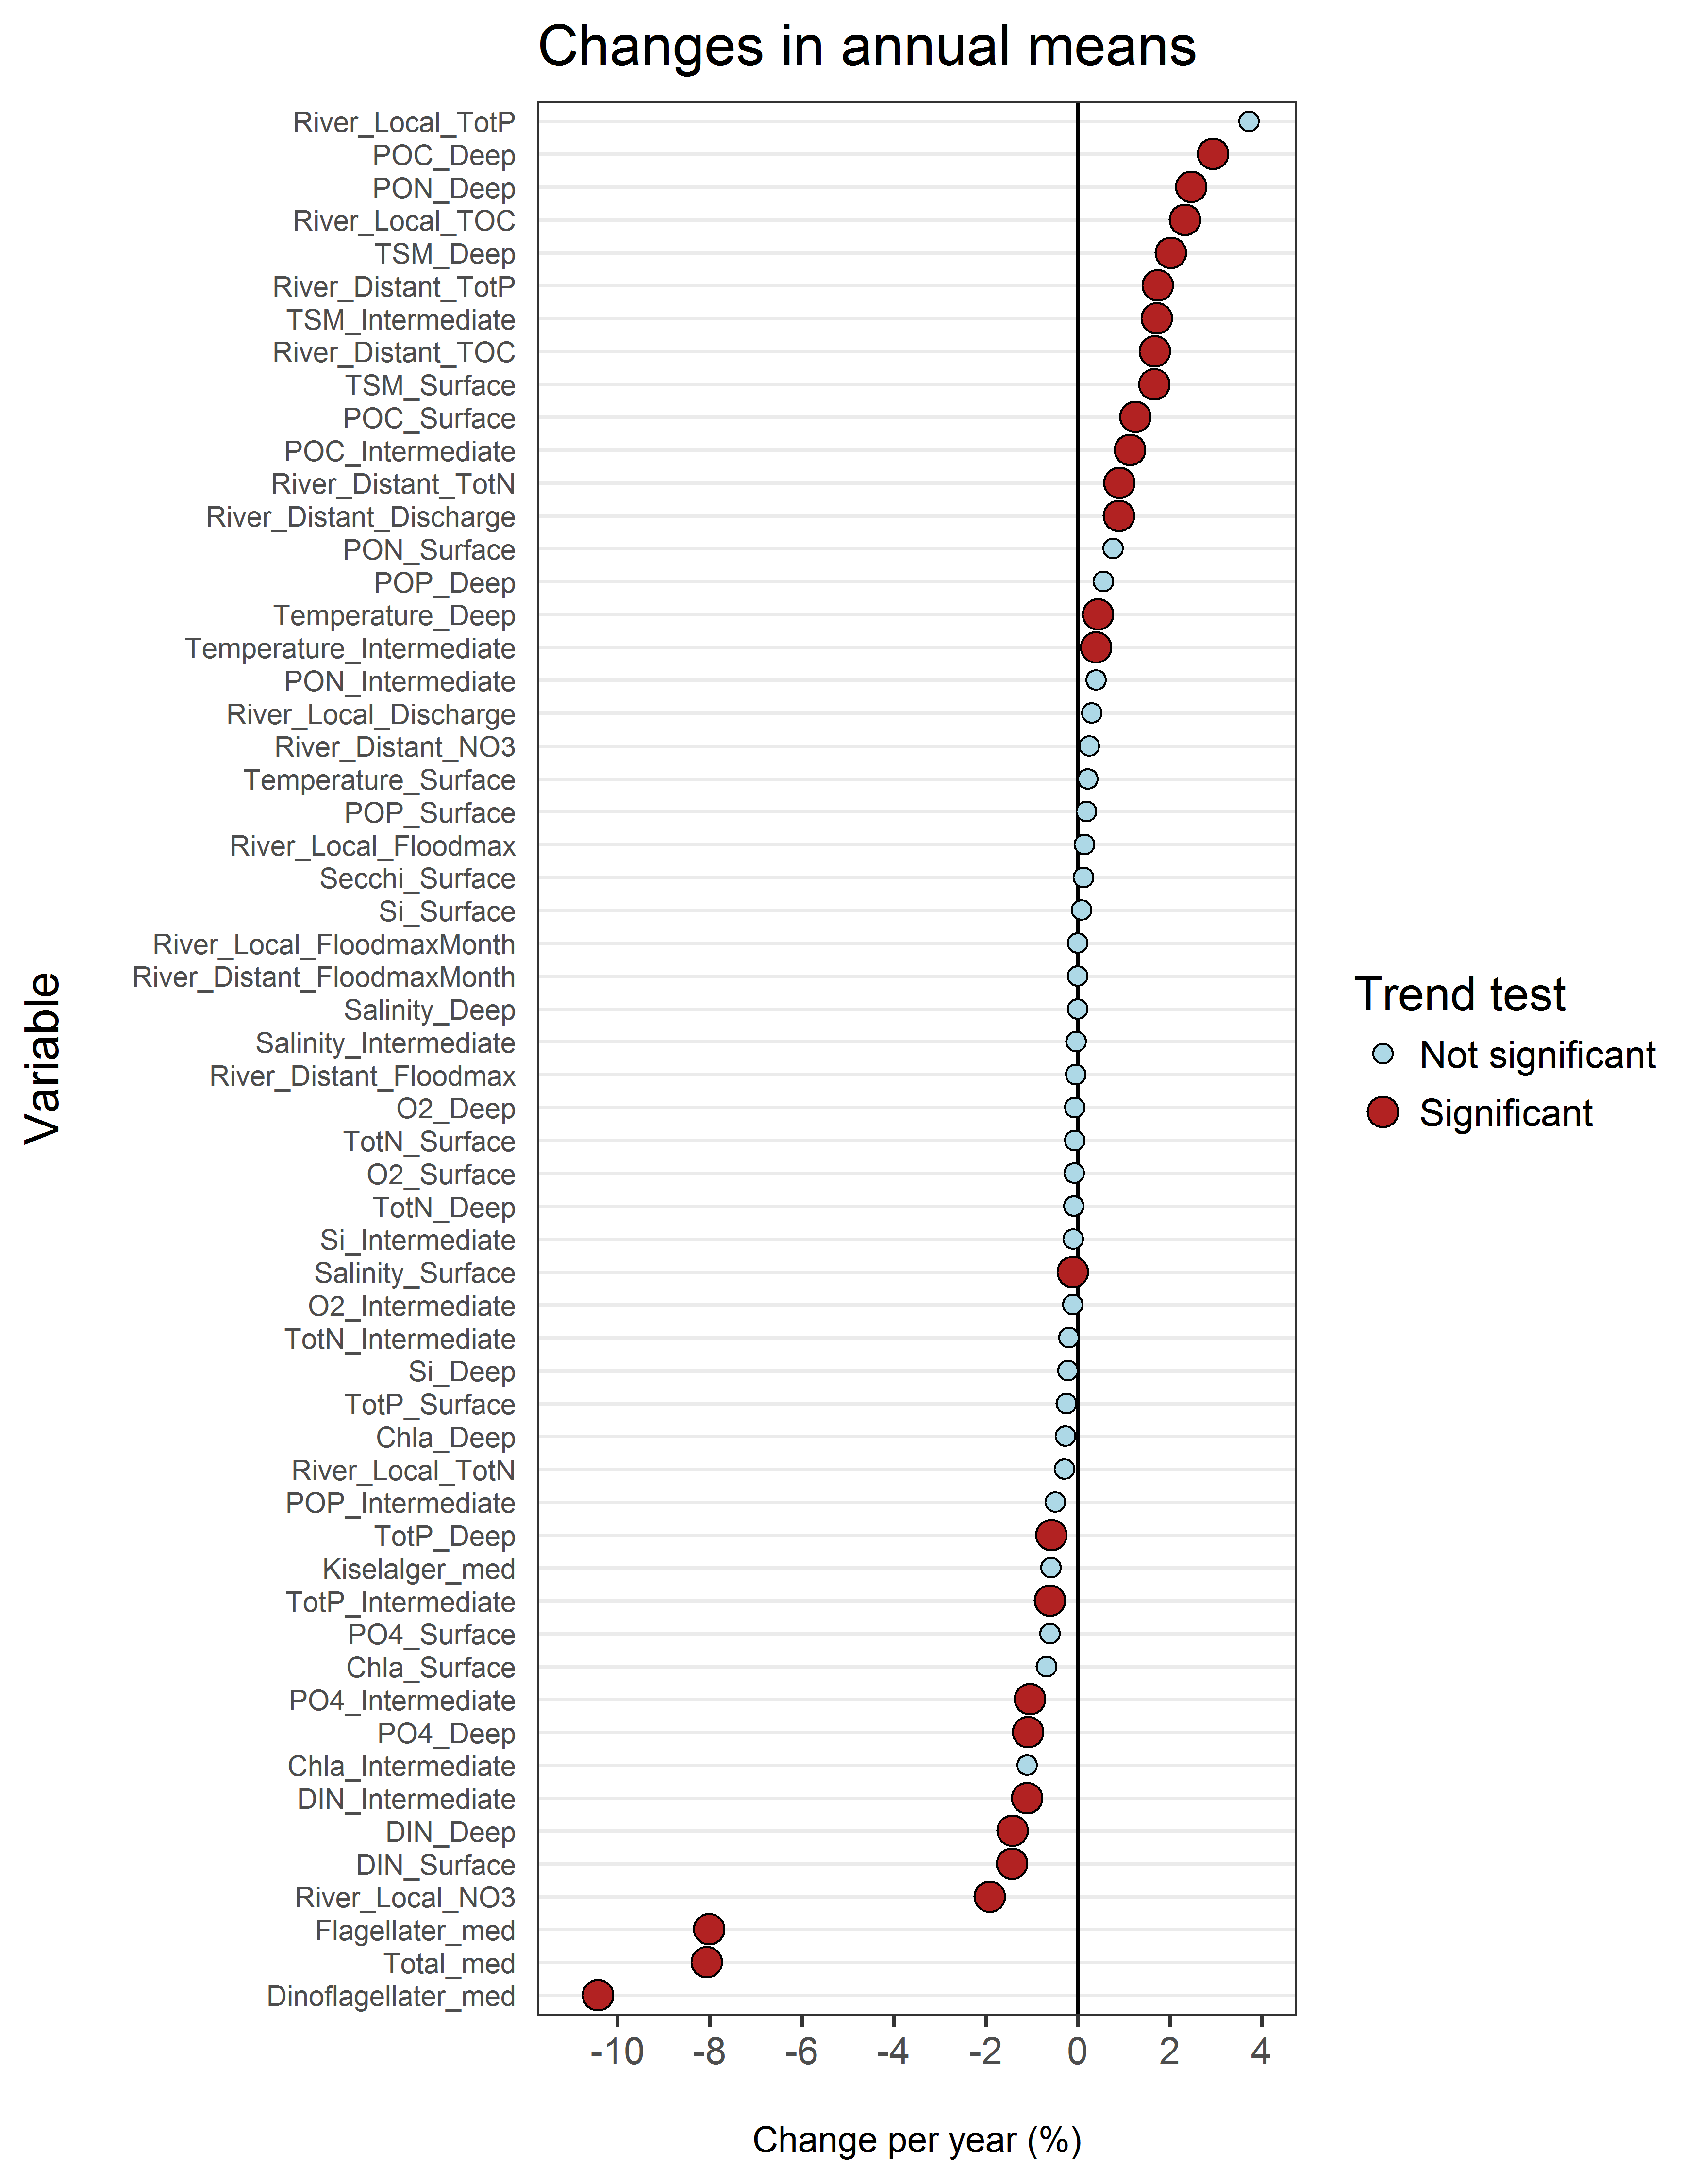 Changes in annual means
River_Local_TotP
POC_Deep
PON_Deep
River_Local_TOC
TSM_Deep
River_Distant_TotP
TSM_Intermediate
River_Distant_TOC
TSM_Surface
POC_Surface
POC_Intermediate
River_Distant_TotN
River_Distant_Discharge
PON_Surface
POP_Deep
Temperature_Deep
Temperature_Intermediate
PON_Intermediate
River_Local_Discharge
River_Distant_NO3
Temperature_Surface
POP_Surface
River_Local_Floodmax
Secchi_Surface
Si_Surface
River_Local_FloodmaxMonth
River_Distant_FloodmaxMonth
Salinity_Deep
Salinity_Intermediate
River_Distant_Floodmax
O2_Deep
TotN_Surface
O2_Surface
TotN_Deep
Si_Intermediate
Salinity_Surface
O2_Intermediate
TotN_Intermediate
Si_Deep
TotP_Surface
Chla_Deep
River_Local_TotN
POP_Intermediate
TotP_Deep
Kiselalger_med
TotP_Intermediate
PO4_Surface
Chla_Surface
PO4_Intermediate
PO4_Deep
Chla_Intermediate
DIN_Intermediate
DIN_Deep
DIN_Surface
River_Local_NO3
Flagellater_med
Total_med
Dinoflagellater_med
Variable
-10 -8 -6 -4 -2 0 2 4
Change per year (%)
Trend test
Not significant
Significant